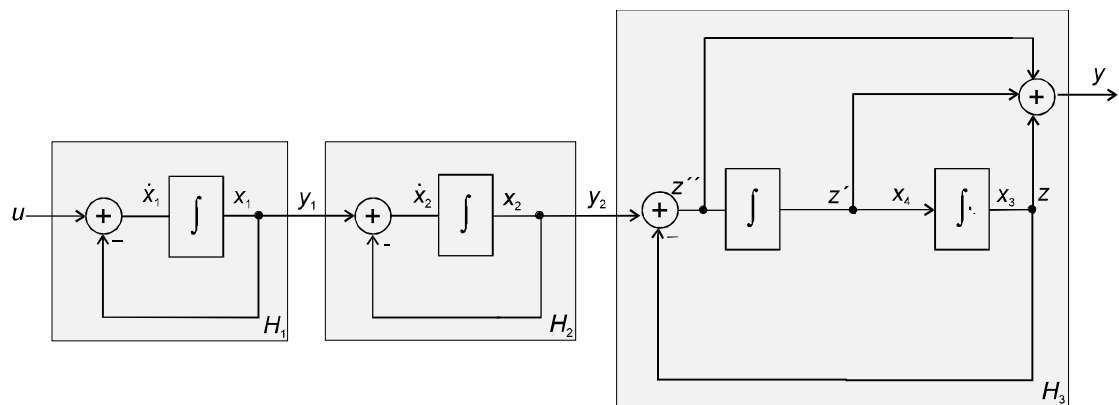 y
u
+
−
ẋ₁
∫
x₁
H₁
y₁
+
-
ẋ₂
∫
x₂
H₂
y₂
+
−
z´´
∫
z´
x₄
∫
x₃
z
+
H₃